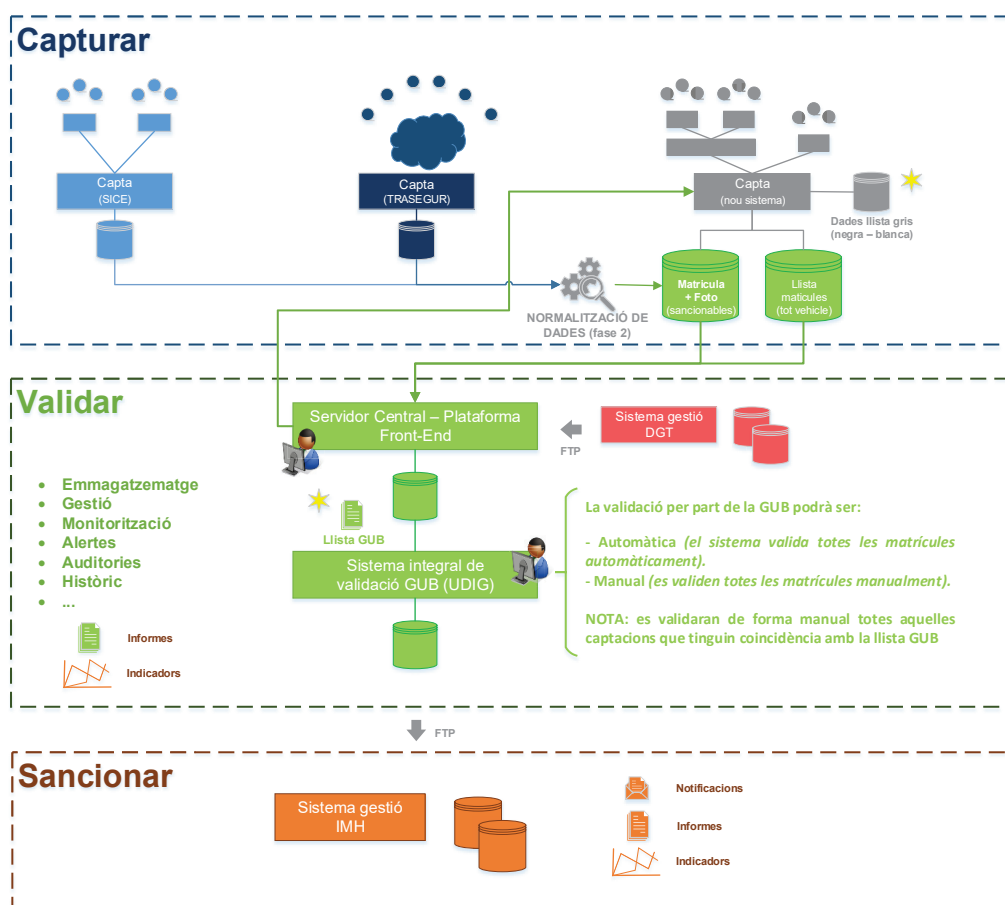 Capturar
Capta
(SICE)
Capta
(TRASEGUR)
Capta
(nou sistema)
Dades llista gris
(negra – blanca)
NORMALITZACIÓ DE
DADES (fase 2)
Matricula
+ Foto
(sancionables)
Llista
maticules
(tot vehicle)
Validar
Servidor Central – Plataforma
Front-End
FTP
Sistema gestió
DGT
• Emmagatzematge
• Gestió
• Monitorització
• Alertes
• Auditories
• Històric
• ...
Informes
Indicadors
Llista GUB
Sistema integral de
validació GUB (UDIG)
La validació per part de la GUB podrà ser:
- Automàtica (el sistema valida totes les matrícules
automàticament).
- Manual (es validen totes les matrícules manualment).
NOTA: es validaran de forma manual totes aquelles
captacions que tinguin coincidència amb la llista GUB
FTP
Sancionar
Sistema gestió
IMH
Notificacions
Informes
Indicadors